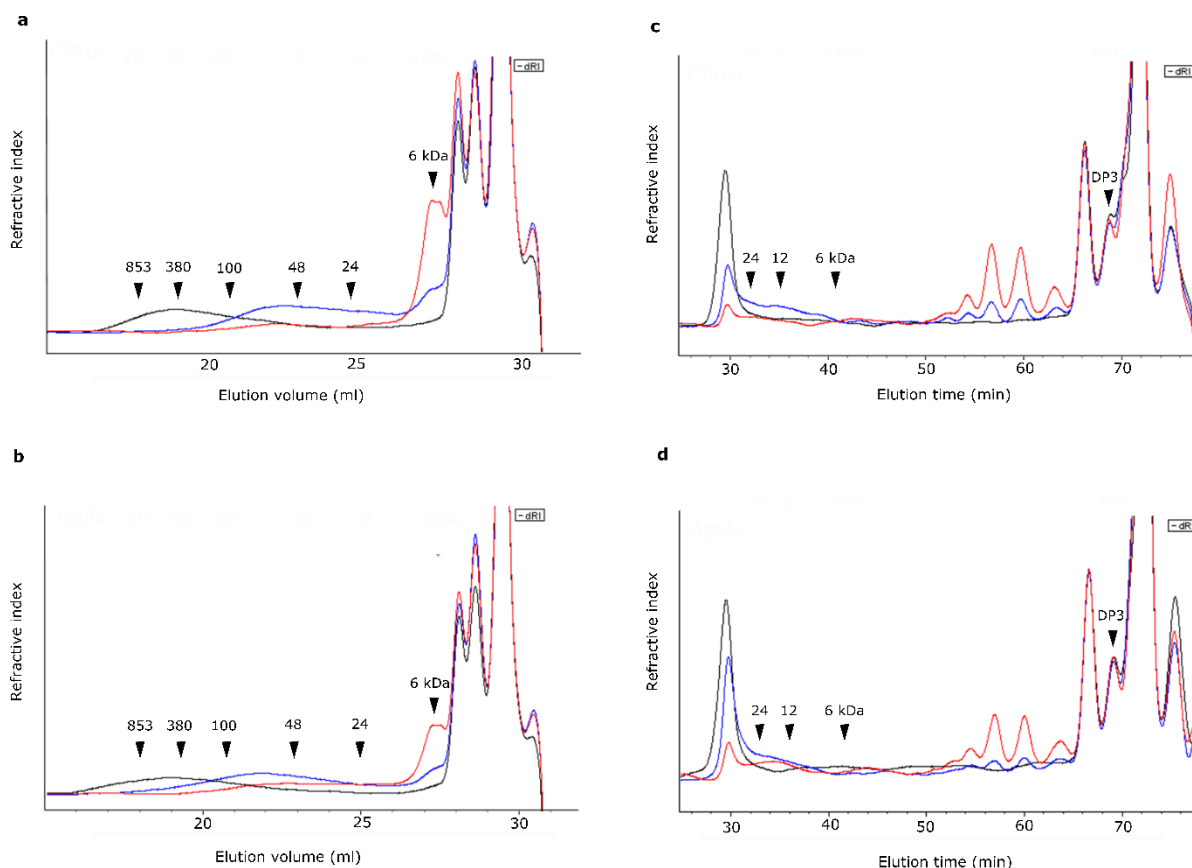 a
-dRI
6 kDa
853 380 100 48 24
Refractive index
20 25 30
Elution volume (ml)
b
-dRI
6 kDa
853 380 100 48 24
Refractive index
20 25 30
Elution volume (ml)
c
Citrus
-dRI
DP3
24 12 6 kDa
Refractive index
30 40 50 60 70
Elution time (min)
d
Apple
-dRI
DP3
24 12 6 kDa
Refractive index
30 40 50 60 70
Elution time (min)